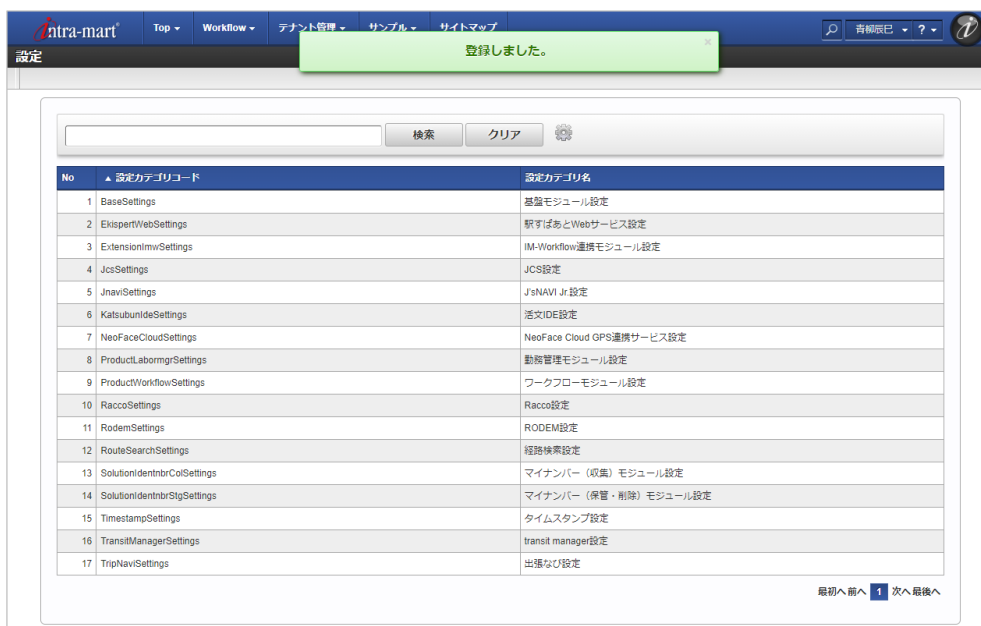 intra-mart Top Workflow テナント管理 サンプル サイトマップ 青柳辰巳 ?
登録しました。 ×
設定
検索 クリア
No ▲ 設定カテゴリコード 設定カテゴリ名
1 BaseSettings 基盤モジュール設定
2 EkispertWebSettings 駅すぱあとWebサービス設定
3 ExtensionImwSettings IM-Workflow連携モジュール設定
4 JcsSettings JCS設定
5 JnaviSettings J'sNAVI Jr.設定
6 KatsubunIdeSettings 活文IDE設定
7 NeoFaceCloudSettings NeoFace Cloud GPS連携サービス設定
8 ProductLabormgrSettings 勤務管理モジュール設定
9 ProductWorkflowSettings ワークフローモジュール設定
10 RaccoSettings Racco設定
11 RodemSettings RODEM設定
12 RouteSearchSettings 経路検索設定
13 SolutionIdentnbrColSettings マイナンバー（収集）モジュール設定
14 SolutionIdentnbrStgSettings マイナンバー（保管・削除）モジュール設定
15 TimestampSettings タイムスタンプ設定
16 TransitManagerSettings transit manager設定
17 TripNaviSettings 出張なび設定
最初へ 前へ 1 次へ 最後へ